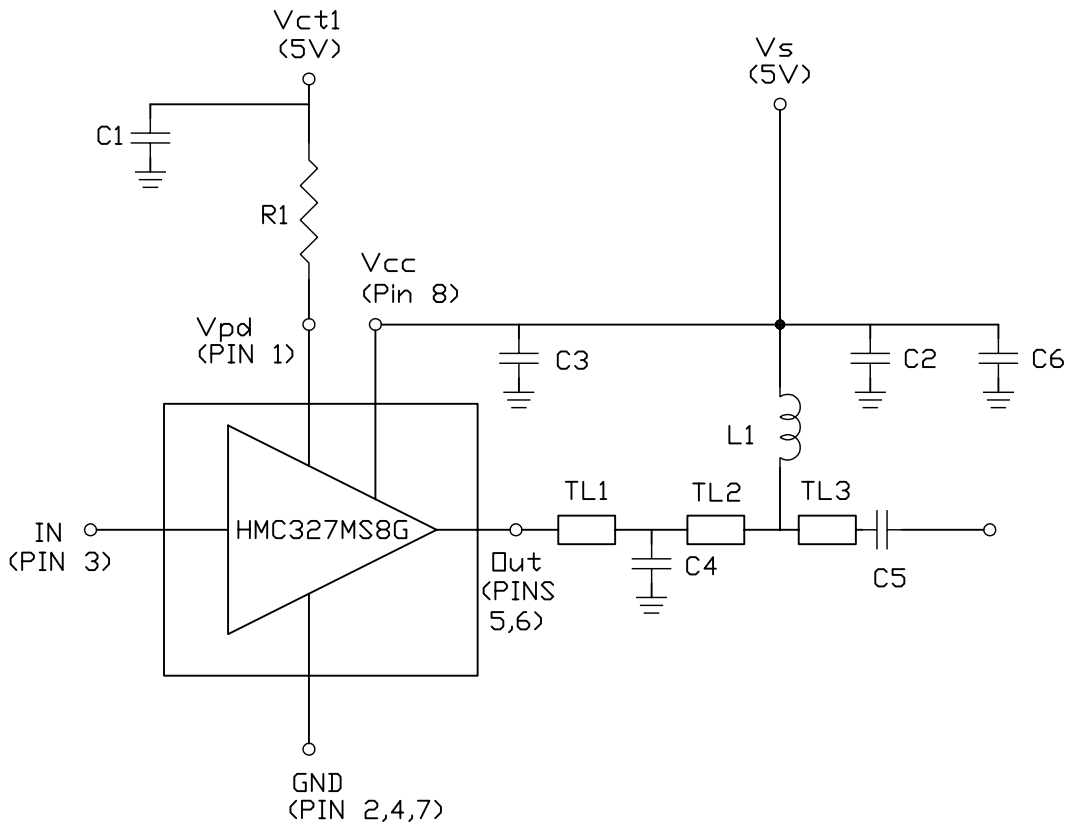 Vct1
(5V)
Vs
(5V)
C1
R1
Vcc
(Pin 8)
Vpd
(PIN 1)
C3
C2
C6
L1
TL1
TL2
TL3
IN
(PIN 3)
HMC327MS8G
Out
(PINS
5,6)
C4
C5
GND
(PIN 2,4,7)